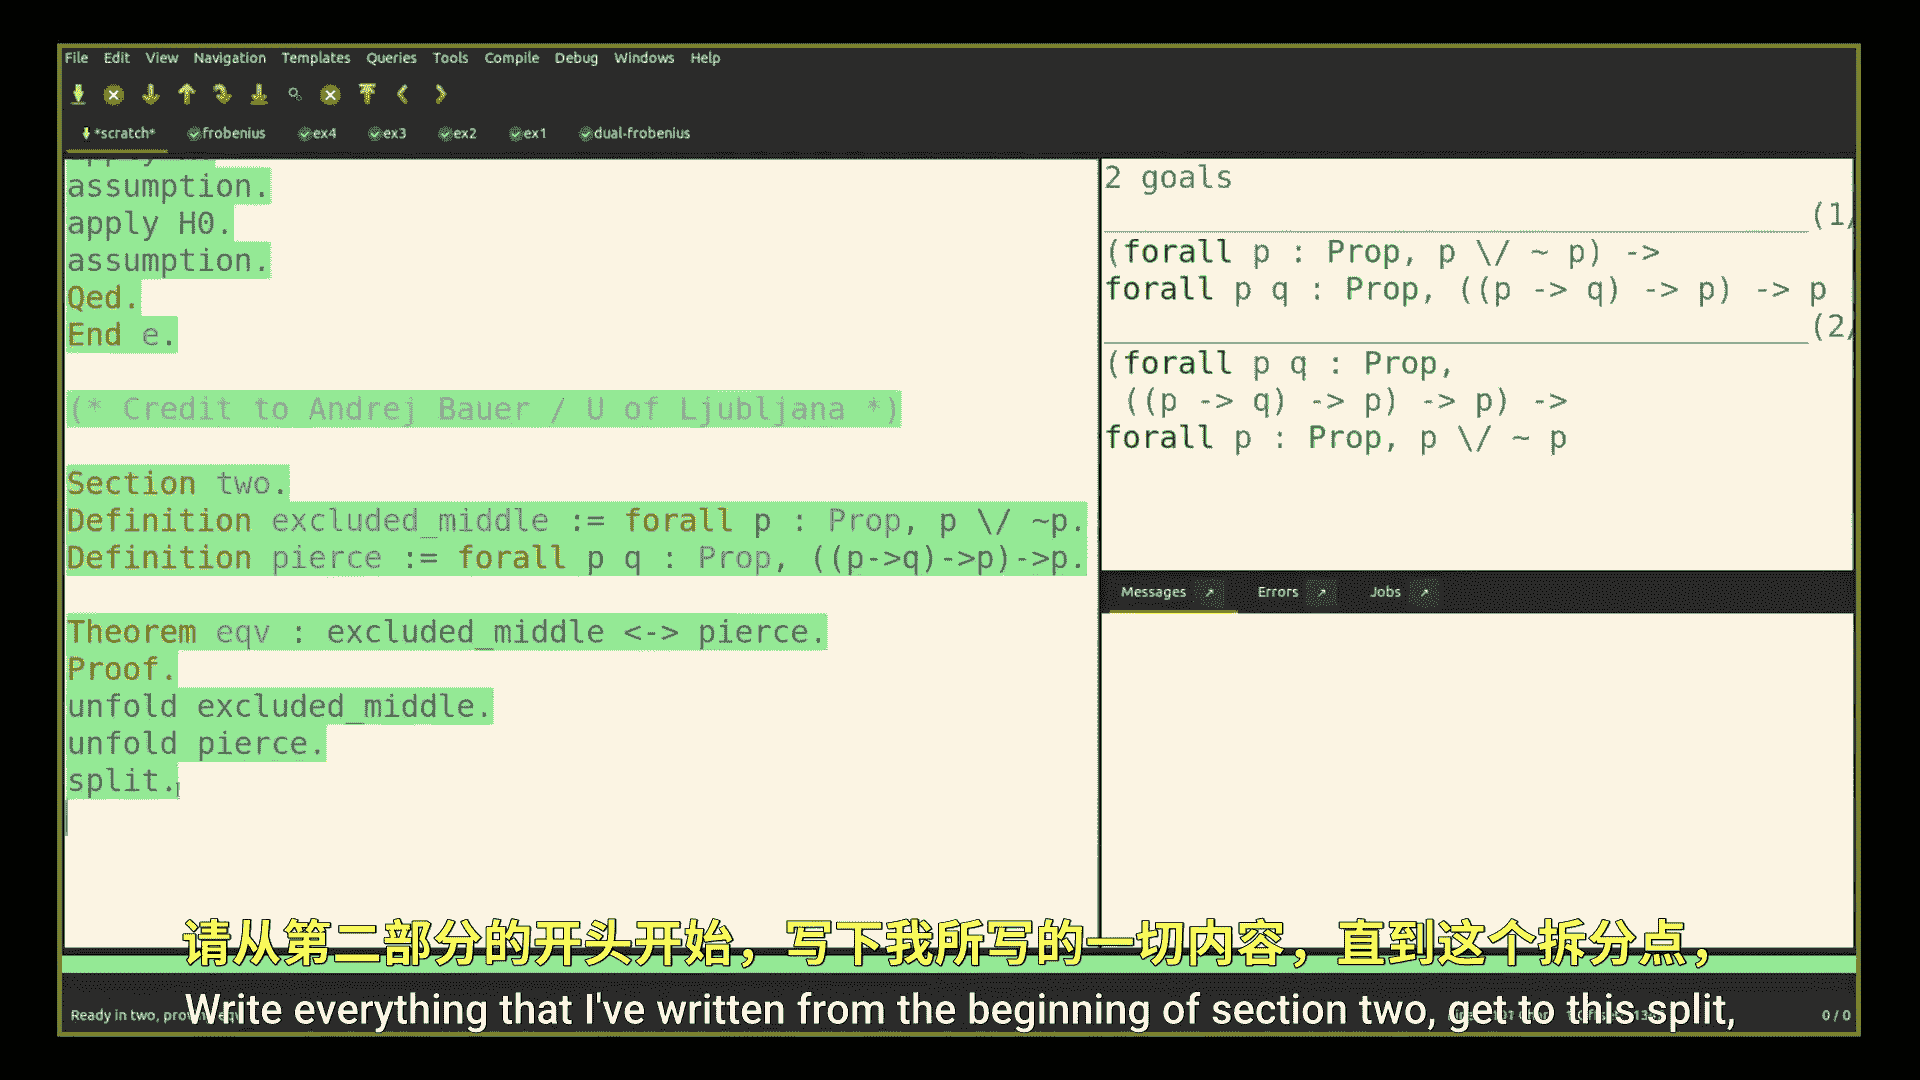 File Edit View Navigation Templates Queries Tools Compile Debug Windows Help
*scratch* frobenius ex4 ex3 ex2 ex1 dual-frobenius
assumption.
apply H0.
assumption.
Qed.
End e.
(* Credit to Andrej Bauer / U of Ljubljana *)
Section two.
Definition excluded_middle := forall p : Prop, p \/ ~p.
Definition pierce := forall p q : Prop, ((p->q)->p)->p.
Theorem eqv : excluded_middle <-> pierce.
Proof.
unfold excluded_middle.
unfold pierce.
split.
2 goals
(1/
(forall p : Prop, p \/ ~ p) ->
forall p q : Prop, ((p -> q) -> p) -> p
(2/
(forall p q : Prop,
((p -> q) -> p) -> p) ->
forall p : Prop, p \/ ~ p
Messages Errors Jobs
请从第二部分的开头开始，写下我所写的一切内容，直到这个拆分点，
Write everything that I've written from the beginning of section two, get to this split,
Ready in two, 0 / 0